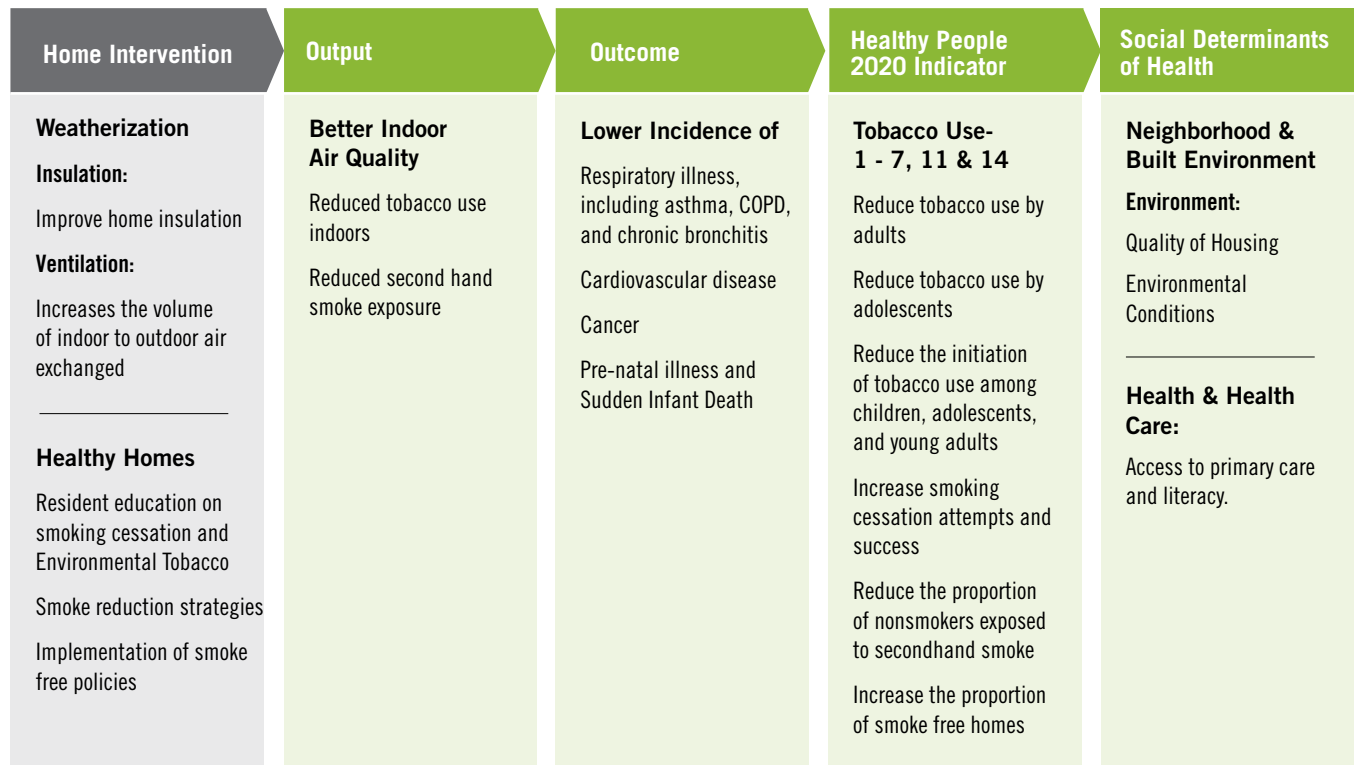 Home Intervention
Output
Outcome
Healthy People
2020 Indicator
Social Determinants
of Health
Weatherization
Insulation:
Improve home insulation
Ventilation:
Increases the volume
of indoor to outdoor air
exchanged
Healthy Homes
Resident education on
smoking cessation and
Environmental Tobacco
Smoke reduction strategies
Implementation of smoke
free policies
Better Indoor
Air Quality
Reduced tobacco use
indoors
Reduced second hand
smoke exposure
Lower Incidence of
Respiratory illness,
including asthma, COPD,
and chronic bronchitis
Cardiovascular disease
Cancer
Pre-natal illness and
Sudden Infant Death
Tobacco Use-
1 - 7, 11 & 14
Reduce tobacco use by
adults
Reduce tobacco use by
adolescents
Reduce the initiation
of tobacco use among
children, adolescents,
and young adults
Increase smoking
cessation attempts and
success
Reduce the proportion
of nonsmokers exposed
to secondhand smoke
Increase the proportion
of smoke free homes
Neighborhood &
Built Environment
Environment:
Quality of Housing
Environmental
Conditions
Health & Health
Care:
Access to primary care
and literacy.